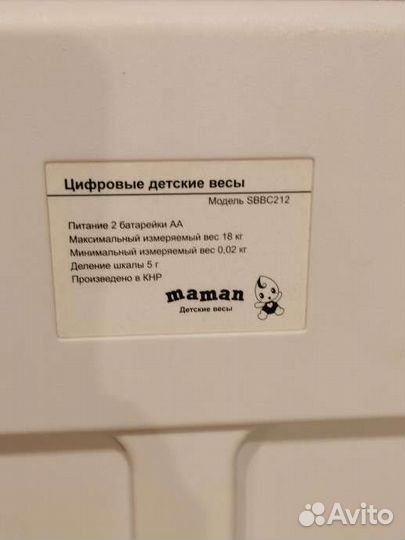 Цифровые детские весы
Модель SBBC212
Питание 2 батарейки АА
Максимальный измеряемый вес 18 кг
Минимальный измеряемый вес 0,02 кг
Деление шкалы 5 г
Произведено в КНР
maman
Детские весы
Avito